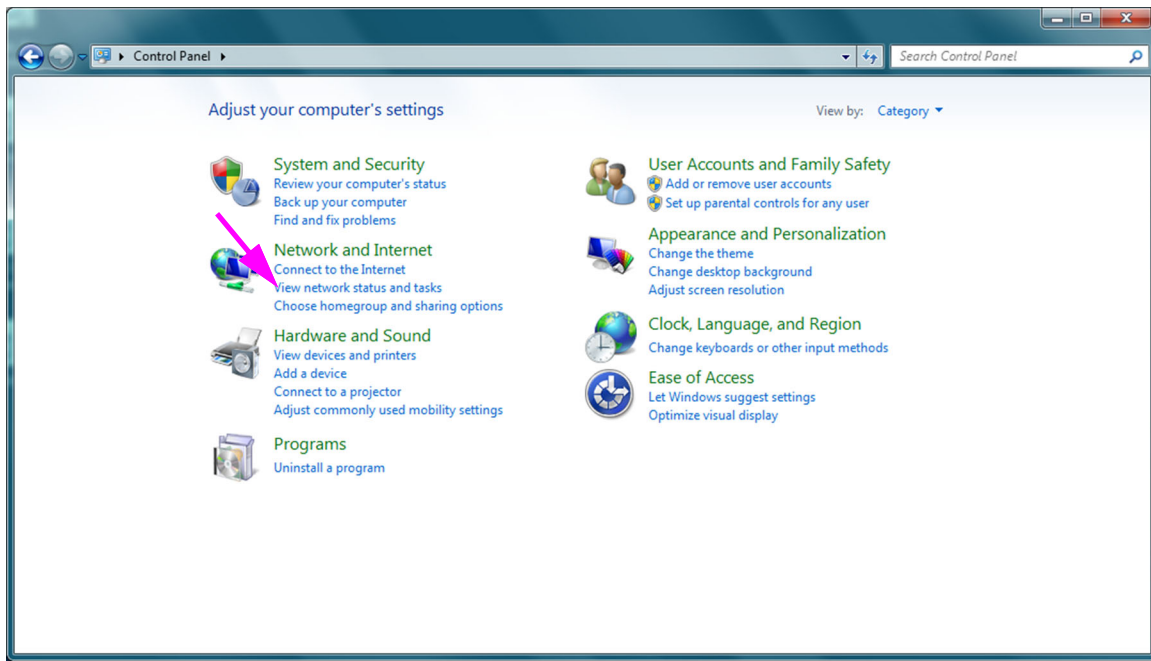 Control Panel
Search Control Panel
Adjust your computer's settings
View by: Category
System and Security
Review your computer's status
Back up your computer
Find and fix problems
Network and Internet
Connect to the Internet
View network status and tasks
Choose homegroup and sharing options
Hardware and Sound
View devices and printers
Add a device
Connect to a projector
Adjust commonly used mobility settings
Programs
Uninstall a program
User Accounts and Family Safety
Add or remove user accounts
Set up parental controls for any user
Appearance and Personalization
Change the theme
Change desktop background
Adjust screen resolution
Clock, Language, and Region
Change keyboards or other input methods
Ease of Access
Let Windows suggest settings
Optimize visual display